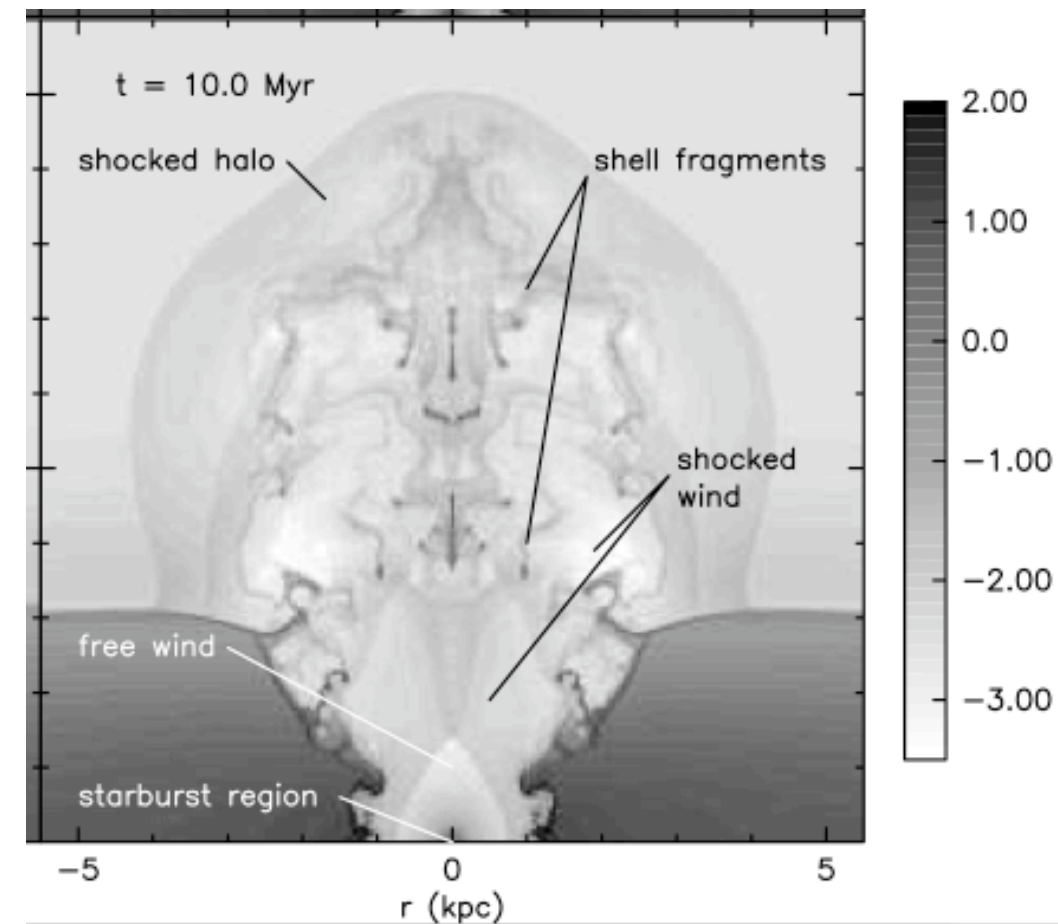 t = 10.0 Myr
shocked halo
shell fragments
shocked
wind
free wind
starburst region
−5
0
5
r (kpc)
2.00
1.00
0.0
−1.00
−2.00
−3.00